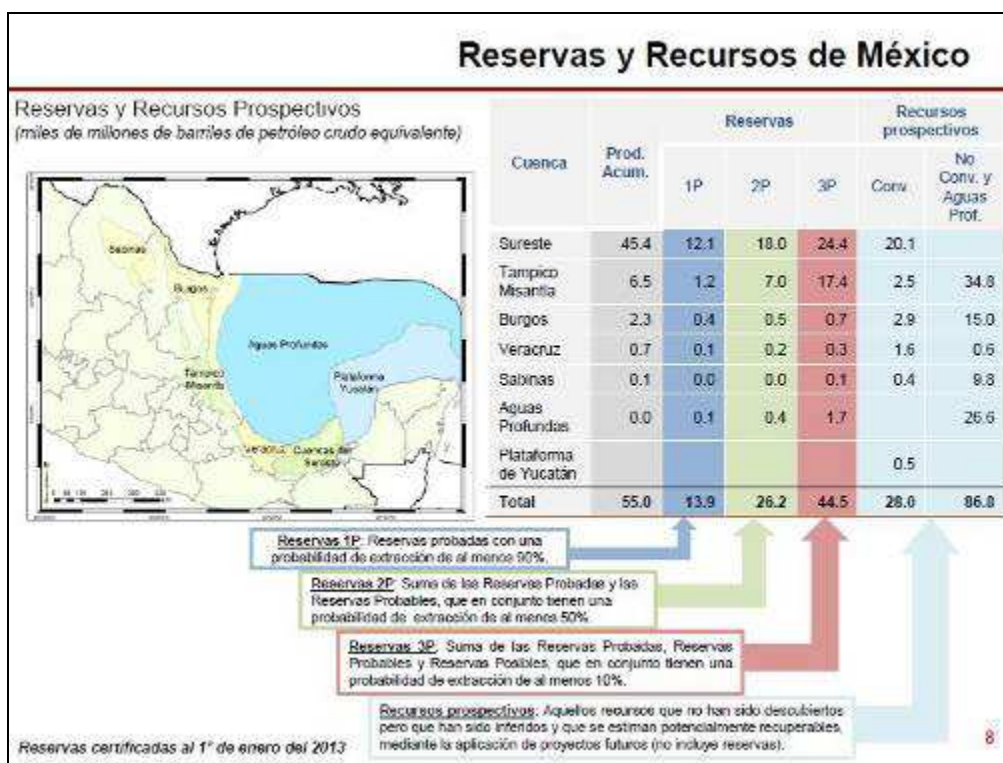 Reservas y Recursos de México
Reservas y Recursos Prospectivos
(miles de millones de barriles de petróleo crudo equivalente)
Sabinas
Burgos
Aguas Profundas
Tampico
Misantla
Plataforma
Yucatán
Veracruz
Cuencas del
Sureste
Cuenca
Prod.
Acum.
Reservas
Recursos
prospectivos
1P
2P
3P
Conv.
No
Conv. y
Aguas
Prof.
Sureste 45.4 12.1 18.0 24.4 20.1
Tampico
Misantla 6.5 1.2 7.0 17.4 2.5 34.8
Burgos 2.3 0.4 0.5 0.7 2.9 15.0
Veracruz 0.7 0.1 0.2 0.3 1.6 0.6
Sabinas 0.1 0.0 0.0 0.1 0.4 9.8
Aguas
Profundas 0.0 0.1 0.4 1.7 26.6
Plataforma
de Yucatán 0.5
Total 55.0 13.9 26.2 44.5 28.0 86.8
Reservas 1P: Reservas probadas con una
probabilidad de extracción de al menos 90%.
Reservas 2P: Suma de las Reservas Probadas y las
Reservas Probables, que en conjunto tienen una
probabilidad de extracción de al menos 50%.
Reservas 3P: Suma de las Reservas Probadas, Reservas
Probables y Reservas Posibles, que en conjunto tienen una
probabilidad de extracción de al menos 10%.
Recursos prospectivos: Aquellos recursos que no han sido descubiertos
pero que han sido inferidos y que se estiman potencialmente recuperables,
mediante la aplicación de proyectos futuros (no incluye reservas).
Reservas certificadas al 1° de enero del 2013
8